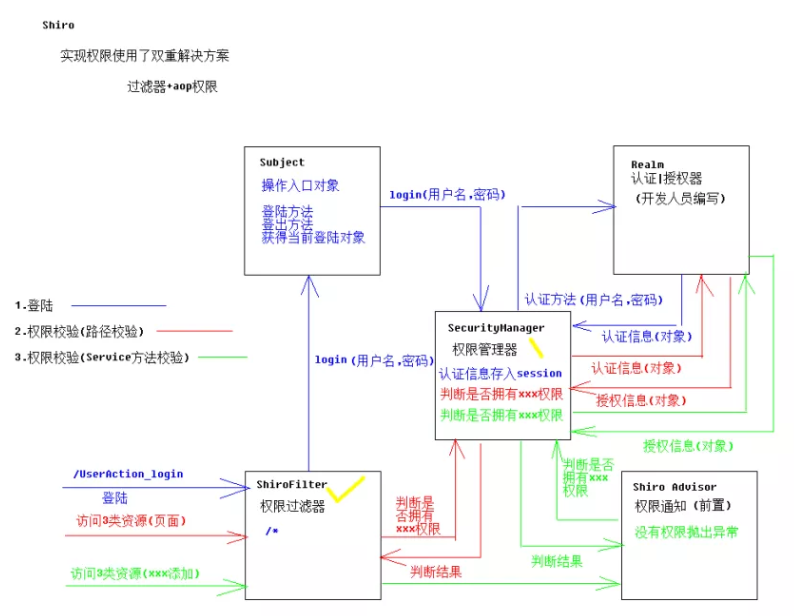 Shiro
实现权限使用了双重解决方案
过滤器+aop权限
Subject
操作入口对象
登陆方法
登出方法
获得当前登陆对象
login(用户名,密码)
Realm
认证|授权器
(开发人员编写)
1.登陆
2.权限校验(路径校验)
3.权限校验(Service方法校验)
login(用户名,密码)
认证方法(用户名,密码)
认证信息(对象)
SecurityManager
权限管理器
认证信息存入session
判断是否拥有xxx权限
判断是否拥有xxx权限
认证信息(对象)
授权信息(对象)
授权信息(对象)
/UserAction_login
登陆
访问3类资源(页面)
访问3类资源(xxx添加)
ShiroFilter
权限过滤器
/*
判断是
否拥有
xxx权限
判断结果
判断是否
拥有xxx
权限
判断结果
Shiro Advisor
权限通知(前置)
没有权限抛出异常